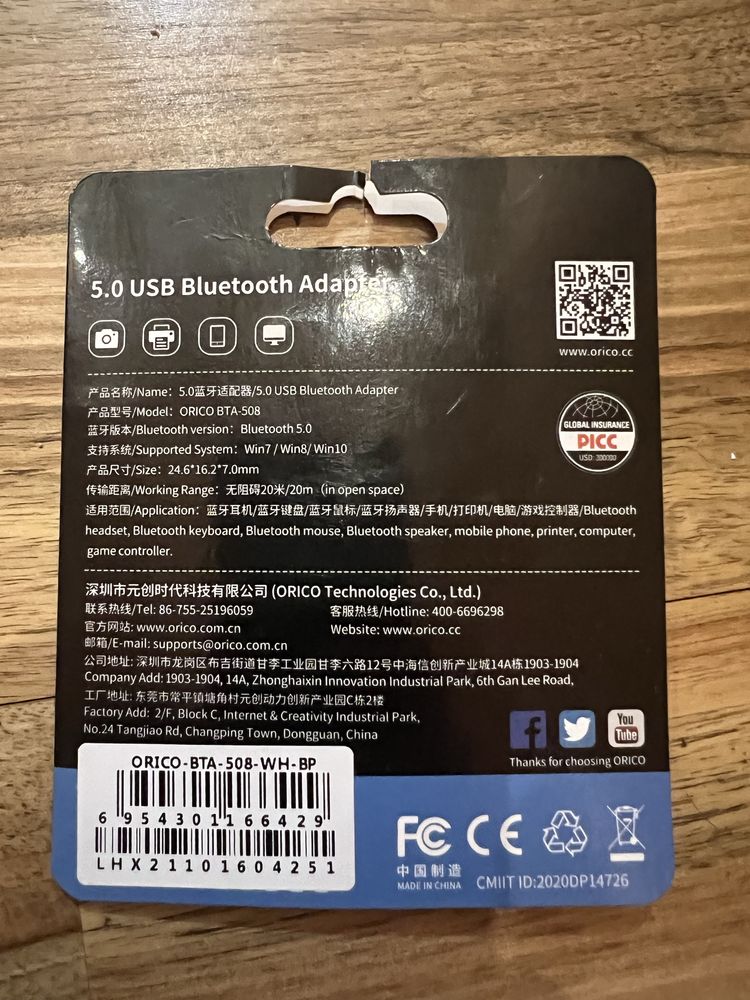 5.0 USB Bluetooth Adapter
www.orico.cc
产品名称/Name: 5.0蓝牙适配器/5.0 USB Bluetooth Adapter
产品型号/Model: ORICO BTA-508
蓝牙版本/Bluetooth version: Bluetooth 5.0
支持系统/Supported System: Win7 / Win8/ Win10
产品尺寸/Size: 24.6*16.2*7.0mm
传输距离/Working Range: 无阻碍20米/20m (in open space)
适用范围/Application: 蓝牙耳机/蓝牙键盘/蓝牙鼠标/蓝牙扬声器/手机/打印机/电脑/游戏控制器/Bluetooth
headset, Bluetooth keyboard, Bluetooth mouse, Bluetooth speaker, mobile phone, printer, computer,
game controller.
GLOBAL INSURANCE
PICC
USD: 300000
深圳市元创时代科技有限公司 (ORICO Technologies Co., Ltd.)
联系热线/Tel: 86-755-25196059
客服热线/Hotline: 400-6696298
官方网站: www.orico.com.cn
Website: www.orico.cc
邮箱/E-mail: supports@orico.com.cn
公司地址: 深圳市龙岗区布吉街道甘李工业园甘李六路12号中海信创新产业城14A栋1903-1904
Company Add: 1903-1904, 14A, Zhonghaixin Innovation Industrial Park, 6th Gan Lee Road,
工厂地址: 东莞市常平镇塘角村元创动力创新产业园C栋2楼
Factory Add: 2/F, Block C, Internet & Creativity Industrial Park,
No.24 Tangjiao Rd, Changping Town, Dongguan, China
f
You
Tube
Thanks for choosing ORICO
ORICO-BTA-508-WH-BP
6 954301 166429
LHX21101604251
FC CE
中国制造
MADE IN CHINA
CMIIT ID:2020DP14726